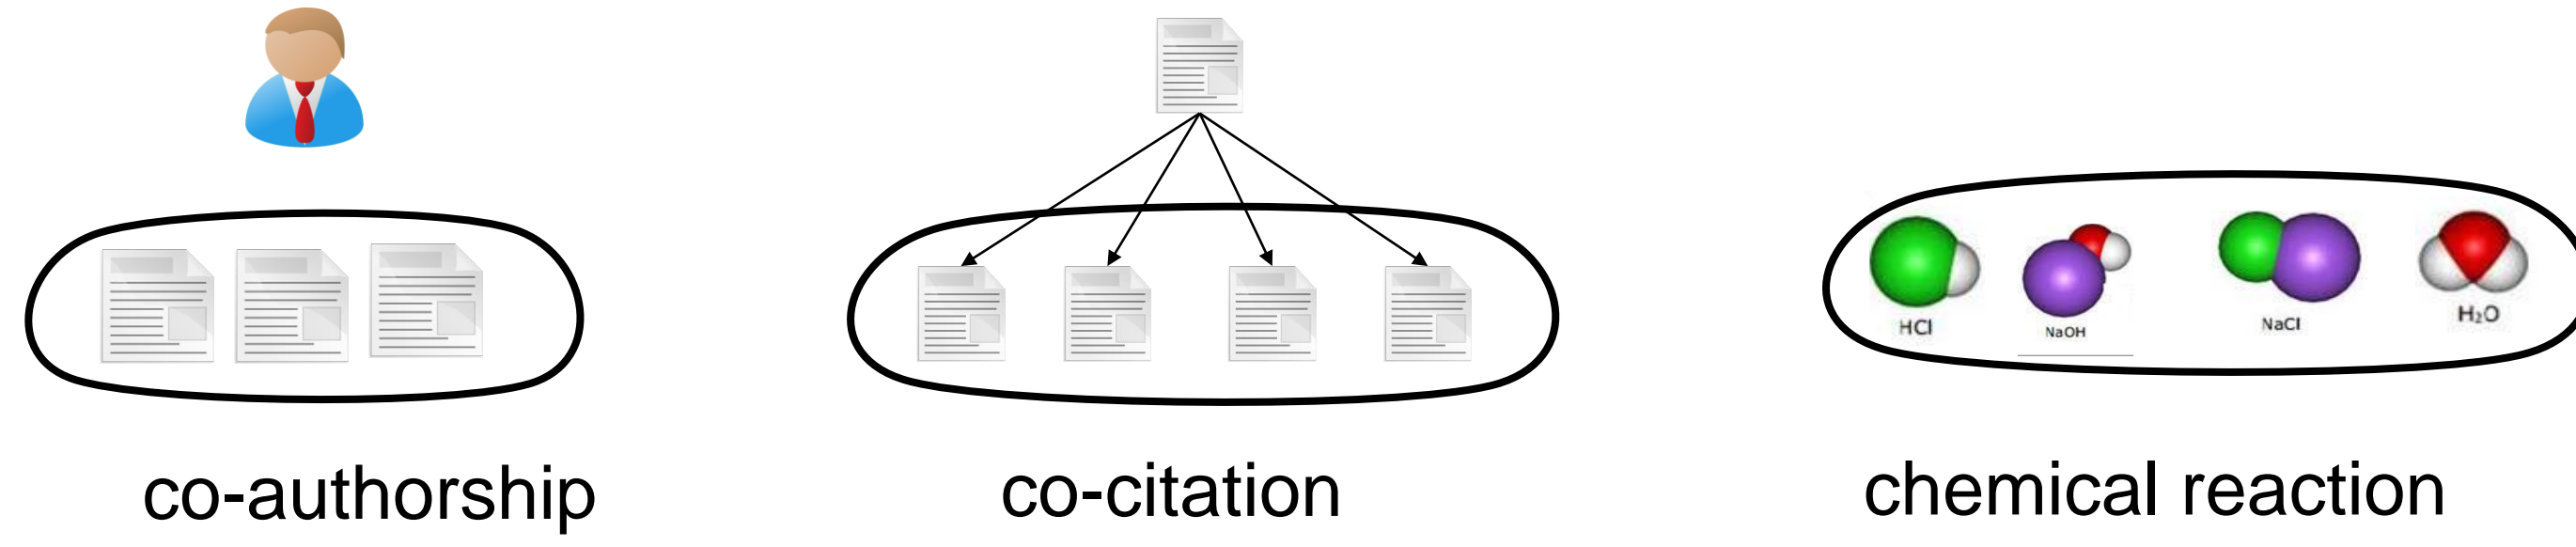 HCl
NaOH
NaCl
H₂O
co-authorship
co-citation
chemical reaction